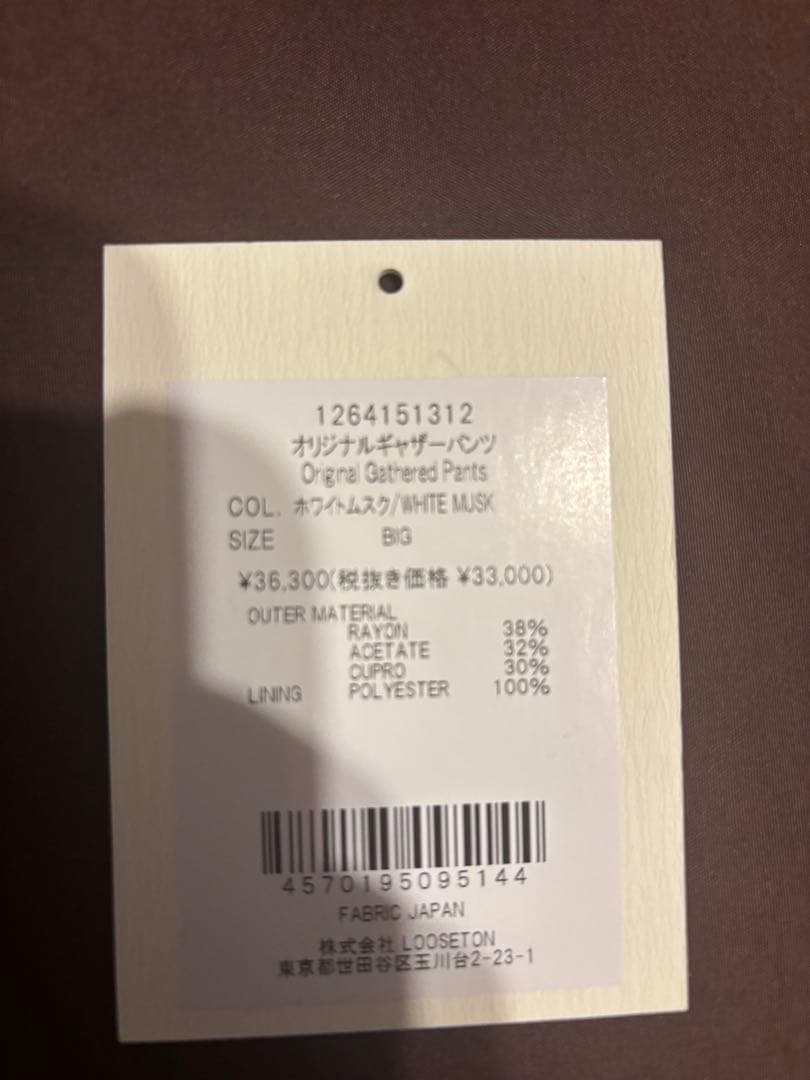 1264151312
オリジナルギャザーパンツ
Original Gathered Pants
COL. ホワイトムスク/WHITE MUSK
SIZE BIG
¥36,300(税抜き価格 ¥33,000)
OUTER MATERIAL
RAYON 38%
ACETATE 32%
CUPRO 30%
LINING POLYESTER 100%
4570195095144
FABRIC JAPAN
株式会社 LOOSETON
東京都世田谷区玉川台2-23-1